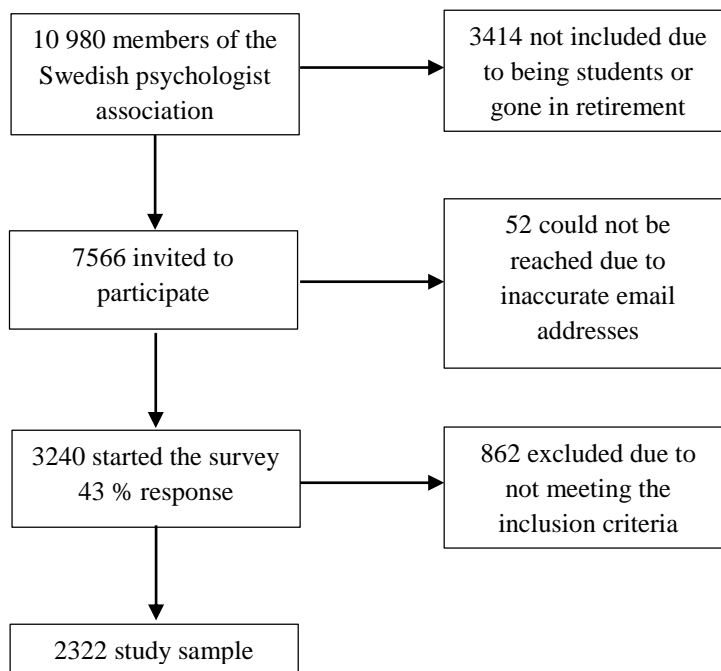 10 980 members of the
Swedish psychologist
association
3414 not included due
to being students or
gone in retirement
7566 invited to
participate
52 could not be
reached due to
inaccurate email
addresses
3240 started the survey
43 % response
862 excluded due to
not meeting the
inclusion criteria
2322 study sample